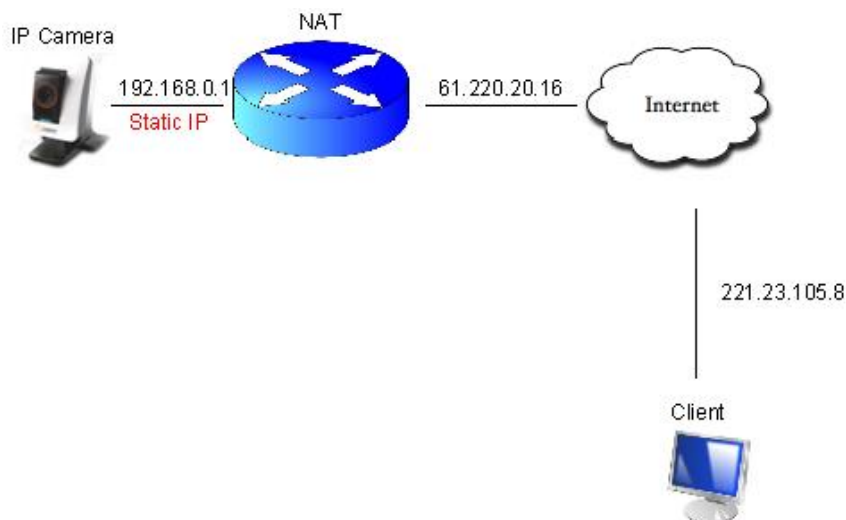 NAT
IP Camera
192.168.0.1
Static IP
61.220.20.16
Internet
221.23.105.8
Client